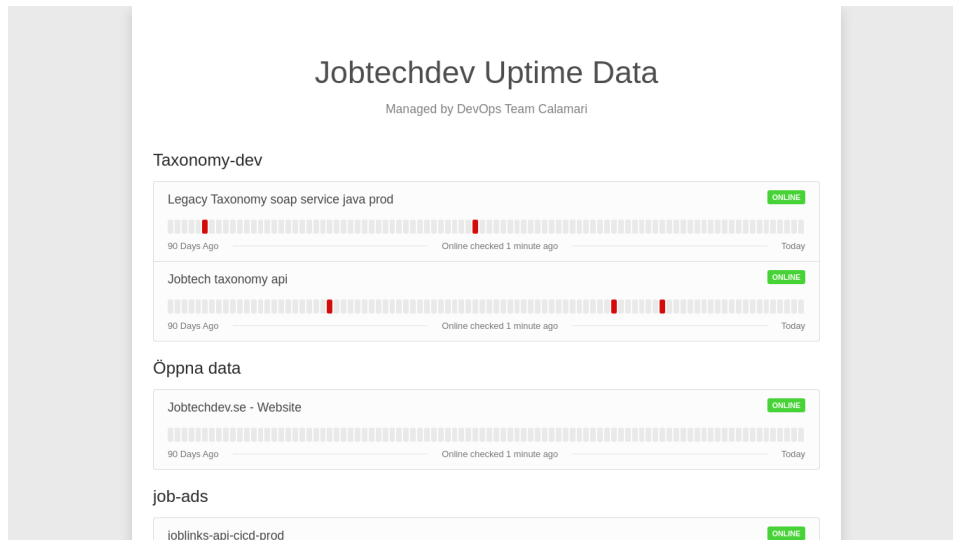 Jobtechdev Uptime Data
Managed by DevOps Team Calamari
Taxonomy-dev
Legacy Taxonomy soap service java prod
ONLINE
90 Days Ago
Online checked 1 minute ago
Today
Jobtech taxonomy api
ONLINE
90 Days Ago
Online checked 1 minute ago
Today
Öppna data
Jobtechdev.se - Website
ONLINE
90 Days Ago
Online checked 1 minute ago
Today
job-ads
joblinks-api-cicd-prod
ONLINE